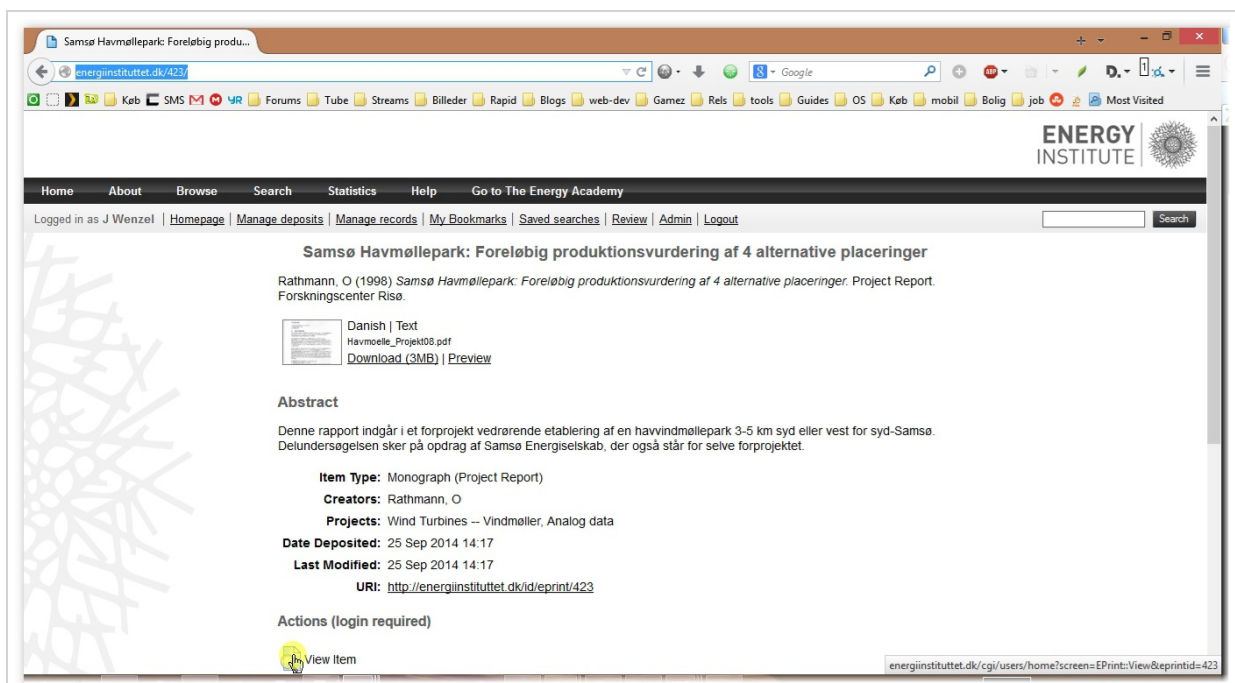 Samsø Havmøllepark: Foreløbig produ...
energiinstituttet.dk/423/
Google
Køb SMS Forums Tube Streams Billeder Rapid Blogs web-dev Gamez Rels tools Guides OS Køb mobil Bolig job Most Visited
ENERGY
INSTITUTE
Home About Browse Search Statistics Help Go to The Energy Academy
Logged in as J Wenzel | Homepage | Manage deposits | Manage records | My Bookmarks | Saved searches | Review | Admin | Logout Search
Samsø Havmøllepark: Foreløbig produktionsvurdering af 4 alternative placeringer
Rathmann, O (1998) Samsø Havmøllepark: Foreløbig produktionsvurdering af 4 alternative placeringer. Project Report.
Forskningscenter Risø.
Danish | Text
Havmoelle_Projekt08.pdf
Download (3MB) | Preview
Abstract
Denne rapport indgår i et forprojekt vedrørende etablering af en havvindmøllepark 3-5 km syd eller vest for syd-Samsø.
Delundersøgelsen sker på opdrag af Samsø Energiselskab, der også står for selve forprojektet.
Item Type: Monograph (Project Report)
Creators: Rathmann, O
Projects: Wind Turbines -- Vindmøller, Analog data
Date Deposited: 25 Sep 2014 14:17
Last Modified: 25 Sep 2014 14:17
URI: http://energiinstituttet.dk/id/eprint/423
Actions (login required)
View Item
energiinstituttet.dk/cgi/users/home?screen=EPrint::View&eprintid=423